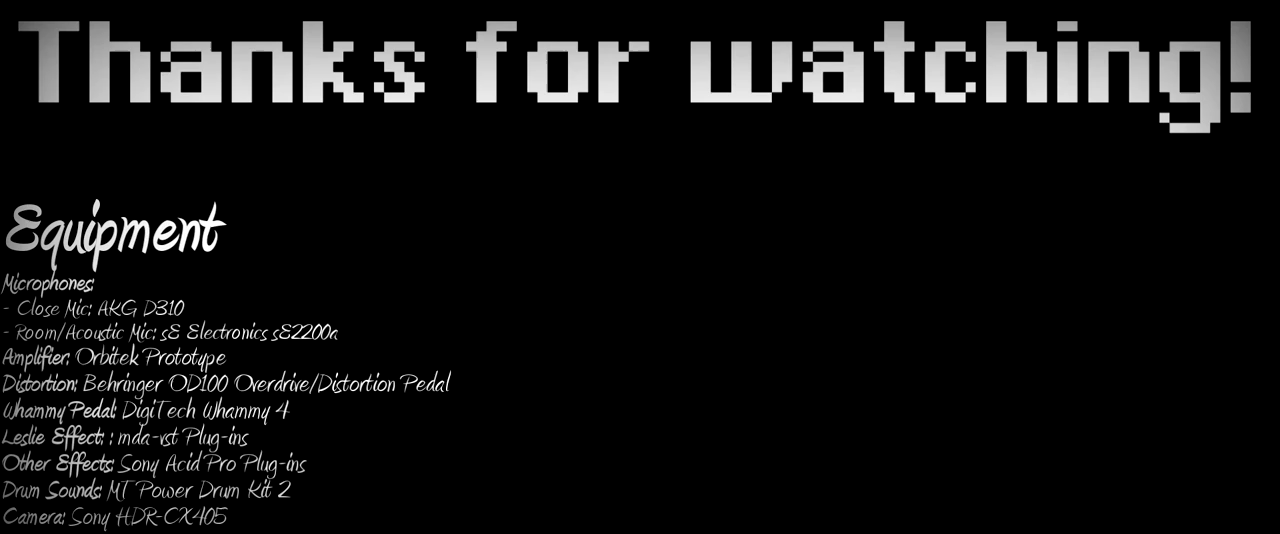 Thanks for watching!
Equipment
Microphones:
- Close Mic: AKG D310
- Room/Acoustic Mic: sE Electronics sE2200a
Amplifier: Orbitek Prototype
Distortion: Behringer OD100 Overdrive/Distortion Pedal
Whammy Pedal: DigiTech Whammy 4
Leslie Effect: : mda-vst Plug-ins
Other Effects: Sony Acid Pro Plug-ins
Drum Sounds: MT Power Drum Kit 2
Camera: Sony HDR-CX405